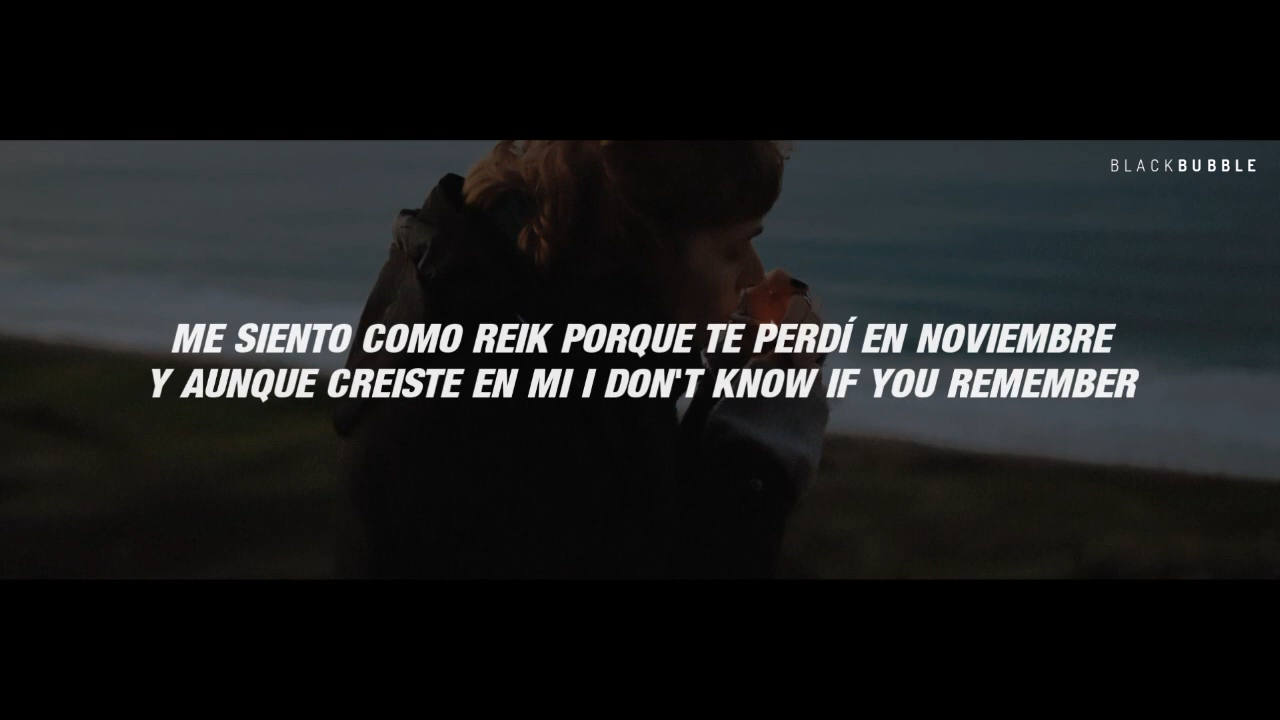 BLACKBUBBLE
ME SIENTO COMO REIK PORQUE TE PERDÍ EN NOVIEMBRE
Y AUNQUE CREISTE EN MI I DON'T KNOW IF YOU REMEMBER